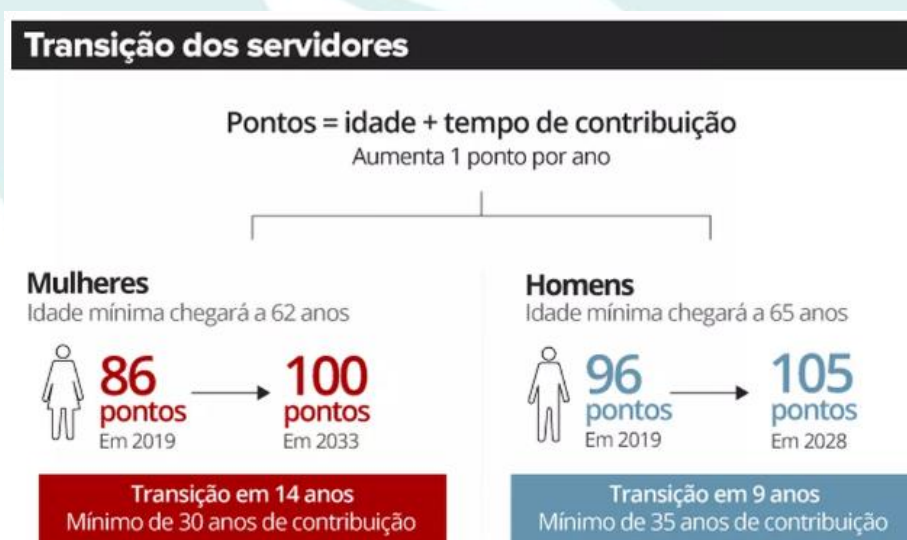 Transição dos servidores
Pontos = idade + tempo de contribuição
Aumenta 1 ponto por ano
Mulheres
Idade mínima chegará a 62 anos
86
pontos
Em 2019
100
pontos
Em 2033
Transição em 14 anos
Mínimo de 30 anos de contribuição
Homens
Idade mínima chegará a 65 anos
96
pontos
Em 2019
105
pontos
Em 2028
Transição em 9 anos
Mínimo de 35 anos de contribuição